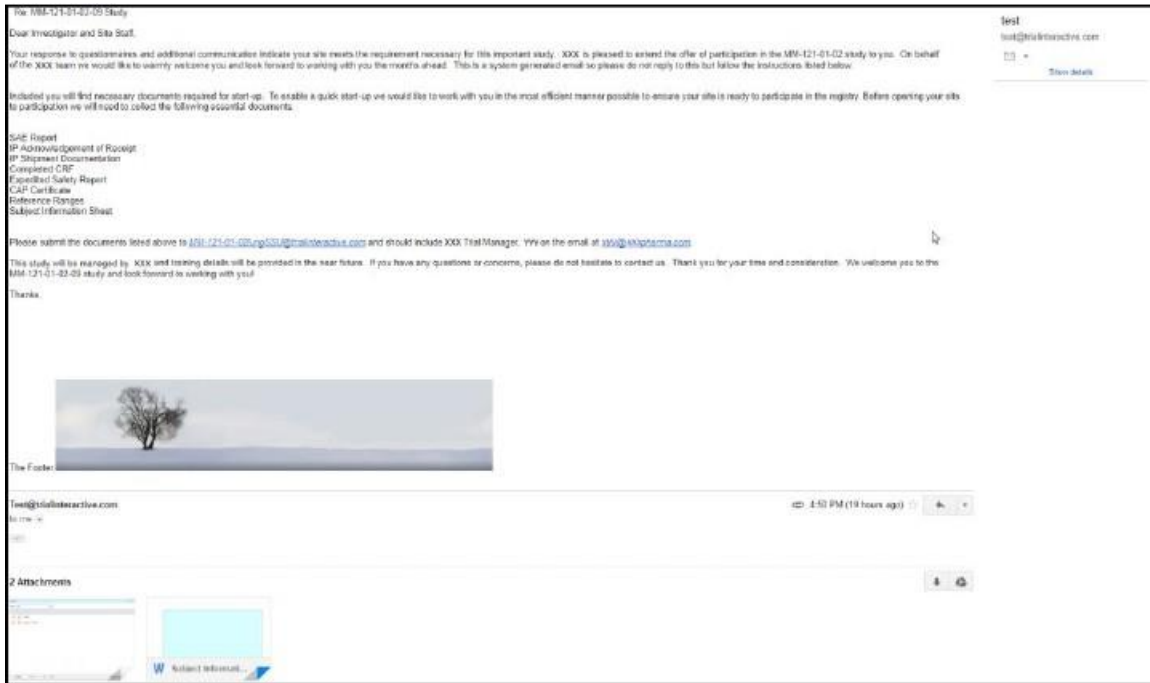 Re: MM-121-01-02-09 Study
Dear Investigator and Site Staff,
Your response to questionnaires and additional communication indicate your site meets the requirement necessary for this important study. XXX is pleased to extend the offer of participation in the MM-121-01-02 study to you. On behalf
of the XXX team we would like to warmly welcome you and look forward to working with you the months ahead. This is a system generated email so please do not reply to this but follow the instructions listed below.
Included you will find necessary documents required for start-up. To enable a quick start-up we would like to work with you in the most efficient manner possible to ensure your site is ready to participate in the registry. Before opening your site
to participation we will need to collect the following essential documents.
SAE Report
IP Acknowledgement of Receipt
IP Shipment Documentation
Completed CRF
Expedited Safety Report
CAP Certificate
Reference Ranges
Subject Information Sheet
Please submit the documents listed above to and should include XXX Trial Manager, YYY on the email at
This study will be managed by XXX and training details will be provided in the near future. If you have any questions or concerns, please do not hesitate to contact us. Thank you for your time and consideration. We welcome you to the
MM-121-01-02-09 study and look forward to working with you!
Thanks.
The Footer
Test@trialinteractive.com
4:50 PM (19 hours ago)
to me
2 Attachments
W Subject Informati...
test
test@trialinteractive.com
Show details